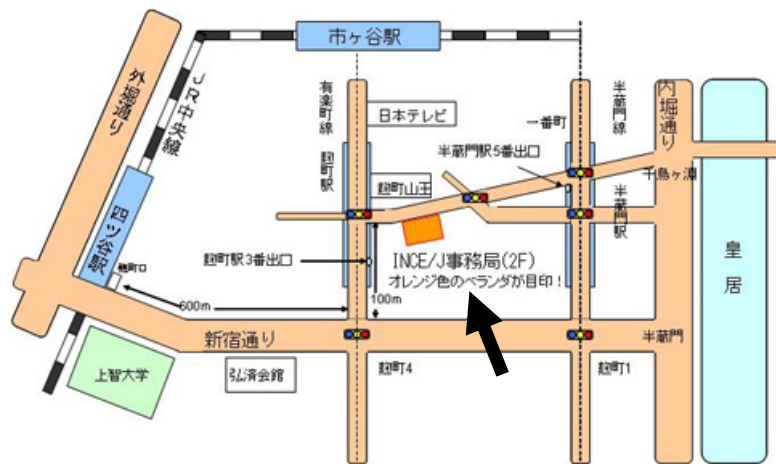 市ヶ谷駅
外堀通り
JR中央線
有楽町線
日本テレビ
一番町
半蔵門線
内堀通り
半蔵門駅5番出口
麹町駅
麹町山王
千鳥ヶ淵
四ツ谷駅
半蔵門駅
皇居
麹町口
麹町駅3番出口
INCE/J事務局(2F)
オレンジ色のベランダが目印!
600m
100m
新宿通り
半蔵門
上智大学
弘済会館
麹町4
麹町1